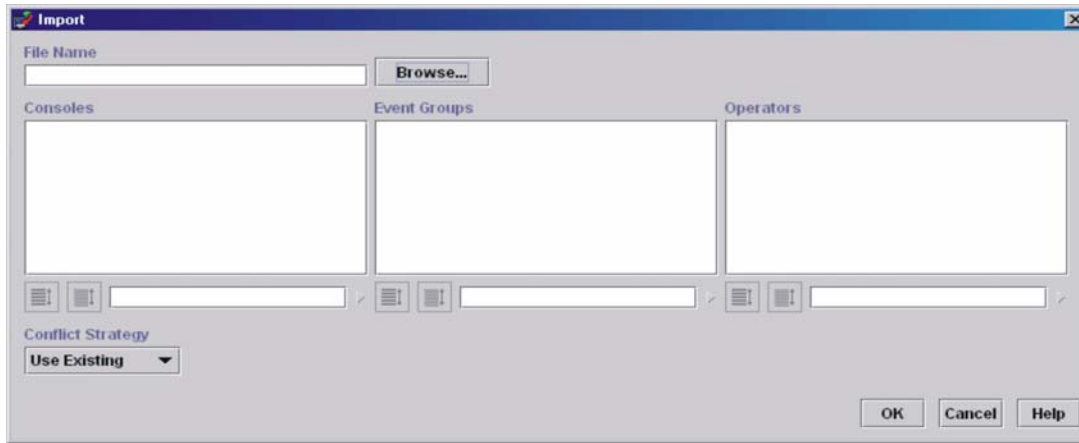 Import
File Name
Browse...
Consoles
Event Groups
Operators
Conflict Strategy
Use Existing
OK
Cancel
Help